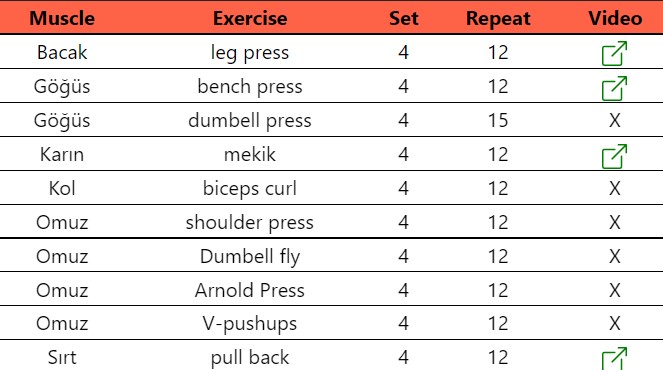 Muscle Exercise Set Repeat Video
Bacak leg press 4 12
Göğüs bench press 4 12
Göğüs dumbell press 4 15 X
Karın mekik 4 12
Kol biceps curl 4 12 X
Omuz shoulder press 4 12 X
Omuz Dumbell fly 4 12 X
Omuz Arnold Press 4 12 X
Omuz V-pushups 4 12 X
Sırt pull back 4 12